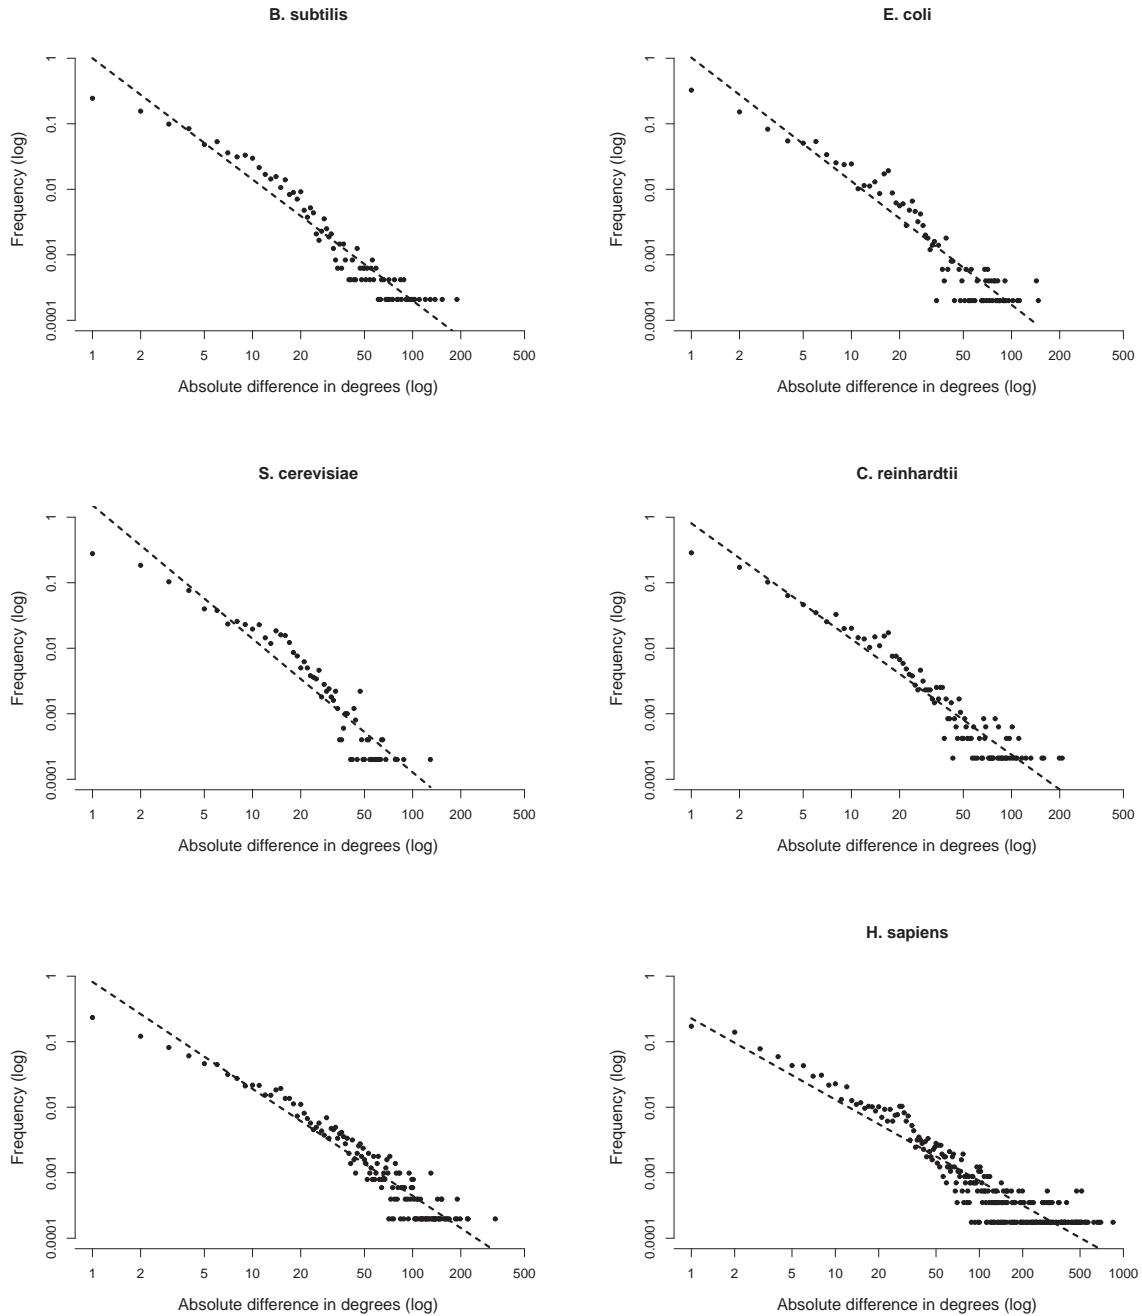 B. subtilis
Frequency (log)
1
0.1
0.01
0.001
0.0001
1 2 5 10 20 50 100 200 500
Absolute difference in degrees (log)
E. coli
Frequency (log)
1
0.1
0.01
0.001
0.0001
1 2 5 10 20 50 100 200 500
Absolute difference in degrees (log)
S. cerevisiae
Frequency (log)
1
0.1
0.01
0.001
0.0001
1 2 5 10 20 50 100 200 500
Absolute difference in degrees (log)
C. reinhardtii
Frequency (log)
1
0.1
0.01
0.001
0.0001
1 2 5 10 20 50 100 200 500
Absolute difference in degrees (log)
Frequency (log)
1
0.1
0.01
0.001
0.0001
1 2 5 10 20 50 100 200 500
Absolute difference in degrees (log)
H. sapiens
Frequency (log)
1
0.1
0.01
0.001
0.0001
1 2 5 10 20 50 100 200 500 1000
Absolute difference in degrees (log)